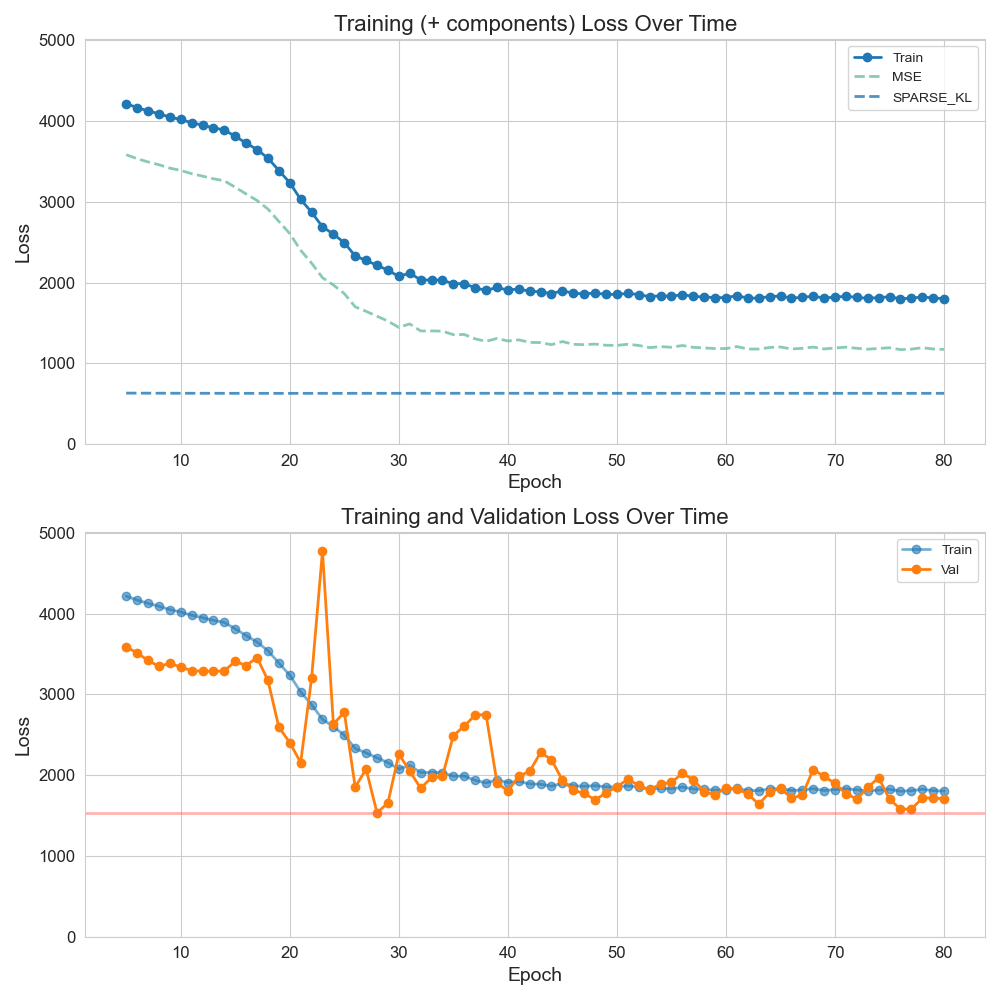 Training (+ components) Loss Over Time
5000
4000
3000
2000
1000
0
Loss
Train
MSE
SPARSE_KL
10 20 30 40 50 60 70 80
Epoch
Training and Validation Loss Over Time
5000
4000
3000
2000
1000
0
Loss
Train
Val
10 20 30 40 50 60 70 80
Epoch